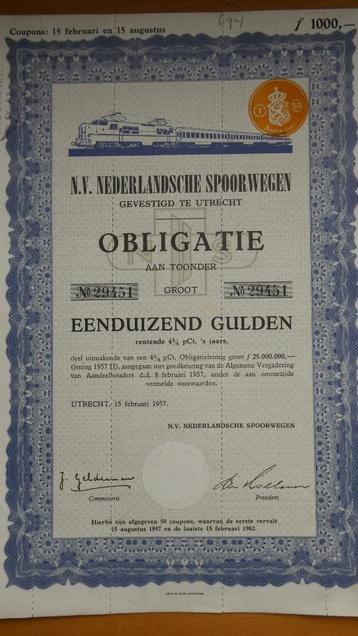 Coupons: 15 februari en 15 augustus
694
ƒ 1000,—
7 50
N.V. NEDERLANDSCHE SPOORWEGEN
GEVESTIGD TE UTRECHT
OBLIGATIE
AAN TOONDER
№ 29451 GROOT № 29451
EENDUIZEND GULDEN
rentende 4¾ pCt. 's jaars,
deel uitmakende van een 4¾ pCt. Obligatielening groot ƒ 25.000.000,—
(lening 1957 II), aangegaan met goedkeuring van de Algemene Vergadering
van Aandeelhouders d.d. 8 februari 1957, onder de aan ommezijde
vermelde voorwaarden.
UTRECHT, 15 februari 1957.
N.V. NEDERLANDSCHE SPOORWEGEN
Commissaris
President
Hierbij zijn afgegeven 50 coupons, waarvan de eerste vervalt
15 augustus 1957 en de laatste 15 februari 1982.